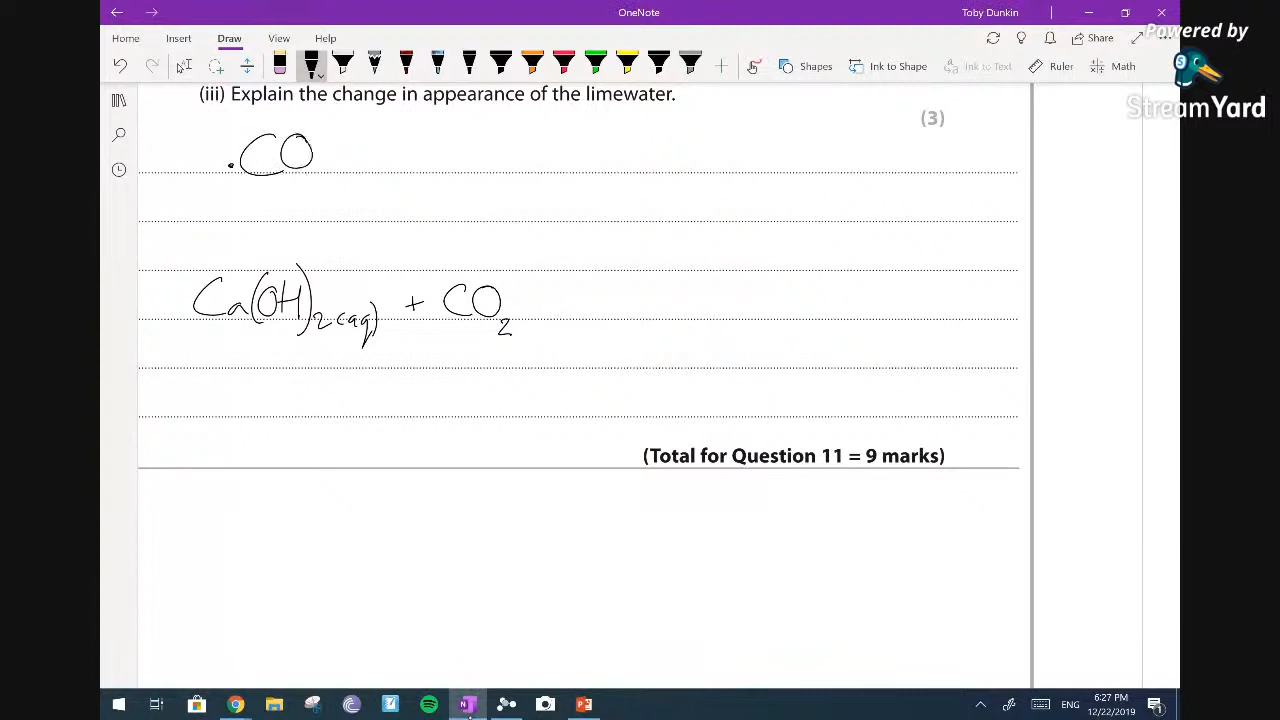 OneNote
Toby Dunkin
Powered by
StreamYard
Home Insert Draw View Help
Share
Shapes Ink to Shape Ink to Text Ruler Math
(iii) Explain the change in appearance of the limewater.
(3)
.CO
Ca(OH)2(aq) + CO2
(Total for Question 11 = 9 marks)
ENG
6:27 PM
12/22/2019